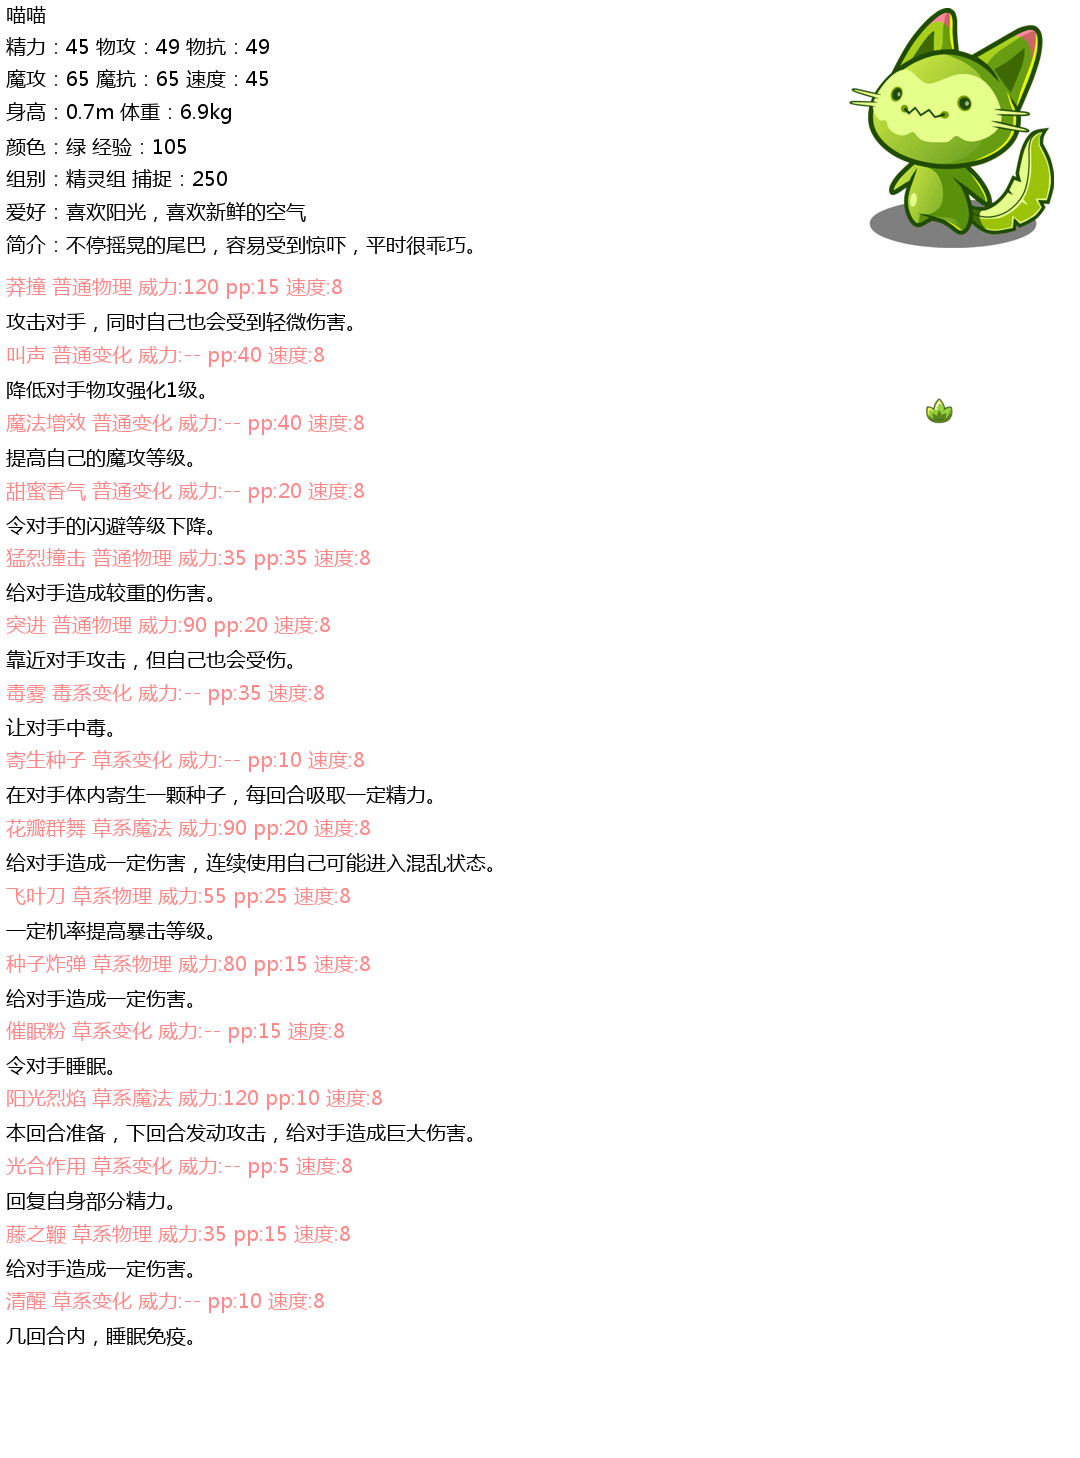 喵喵
精力：45 物攻：49 物抗：49
魔攻：65 魔抗：65 速度：45
身高：0.7m 体重：6.9kg
颜色：绿 经验：105
组别：精灵组 捕捉：250
爱好：喜欢阳光，喜欢新鲜的空气
简介：不停摇晃的尾巴，容易受到惊吓，平时很乖巧。
莽撞 普通物理 威力:120 pp:15 速度:8
攻击对手，同时自己也会受到轻微伤害。
叫声 普通变化 威力:-- pp:40 速度:8
降低对手物攻强化1级。
魔法增效 普通变化 威力:-- pp:40 速度:8
提高自己的魔攻等级。
甜蜜香气 普通变化 威力:-- pp:20 速度:8
令对手的闪避等级下降。
猛烈撞击 普通物理 威力:35 pp:35 速度:8
给对手造成较重的伤害。
突进 普通物理 威力:90 pp:20 速度:8
靠近对手攻击，但自己也会受伤。
毒雾 毒系变化 威力:-- pp:35 速度:8
让对手中毒。
寄生种子 草系变化 威力:-- pp:10 速度:8
在对手体内寄生一颗种子，每回合吸取一定精力。
花瓣群舞 草系魔法 威力:90 pp:20 速度:8
给对手造成一定伤害，连续使用自己可能进入混乱状态。
飞叶刀 草系物理 威力:55 pp:25 速度:8
一定机率提高暴击等级。
种子炸弹 草系物理 威力:80 pp:15 速度:8
给对手造成一定伤害。
催眠粉 草系变化 威力:-- pp:15 速度:8
令对手睡眠。
阳光烈焰 草系魔法 威力:120 pp:10 速度:8
本回合准备，下回合发动攻击，给对手造成巨大伤害。
光合作用 草系变化 威力:-- pp:5 速度:8
回复自身部分精力。
藤之鞭 草系物理 威力:35 pp:15 速度:8
给对手造成一定伤害。
清醒 草系变化 威力:-- pp:10 速度:8
几回合内，睡眠免疫。